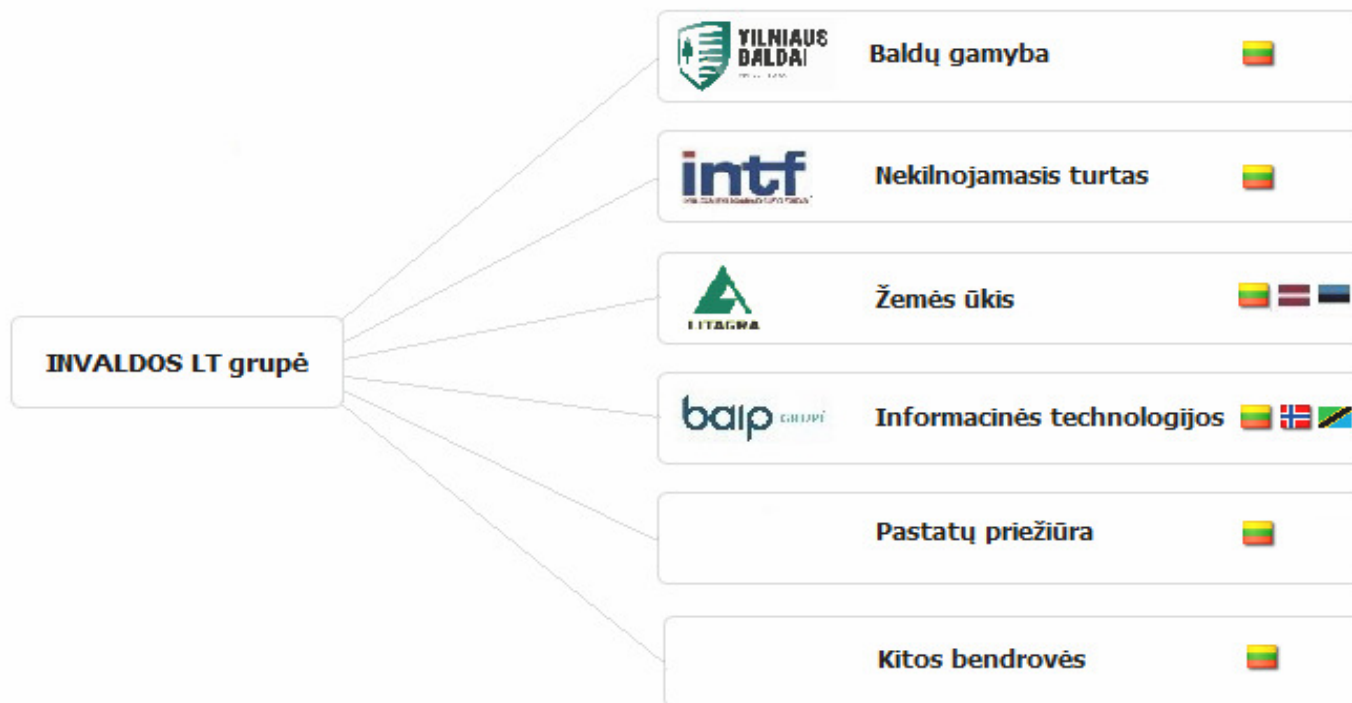 VILNIAUS
BALDAI
Baldų gamyba
intf
Nekilnojamasis turtas
LITAGRA
Žemės ūkis
INVALDOS LT grupė
baip GRUPĖ
Informacinės technologijos
Pastatų priežiūra
Kitos bendrovės